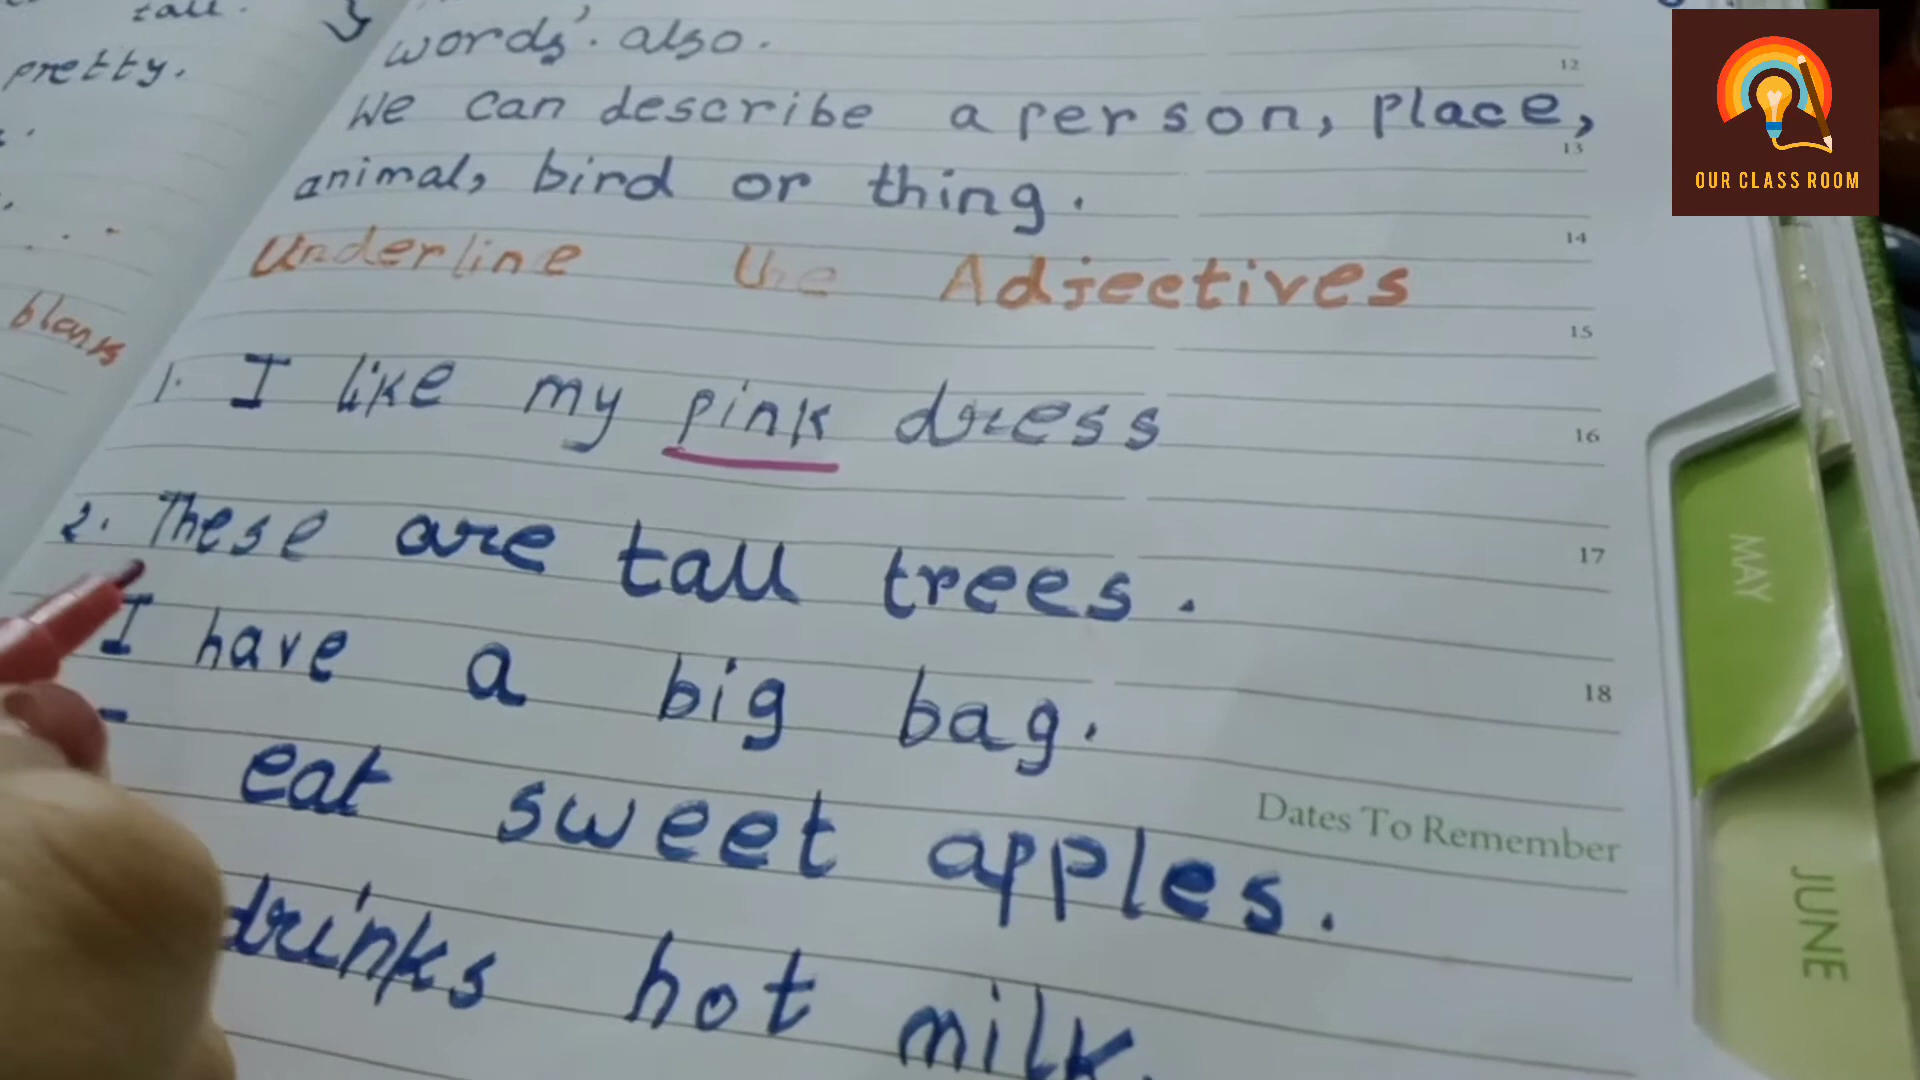 tall.
pretty.
blanks
words'. also.
We can describe a person, place,
animal, bird or thing.
Underline the Adjectives
1. I like my pink dress
2. These are tall trees.
I have a big bag.
eat sweet apples.
drinks hot milk.
12
13
14
15
16
17
18
Dates To Remember
MAY
JUNE
OUR CLASS ROOM